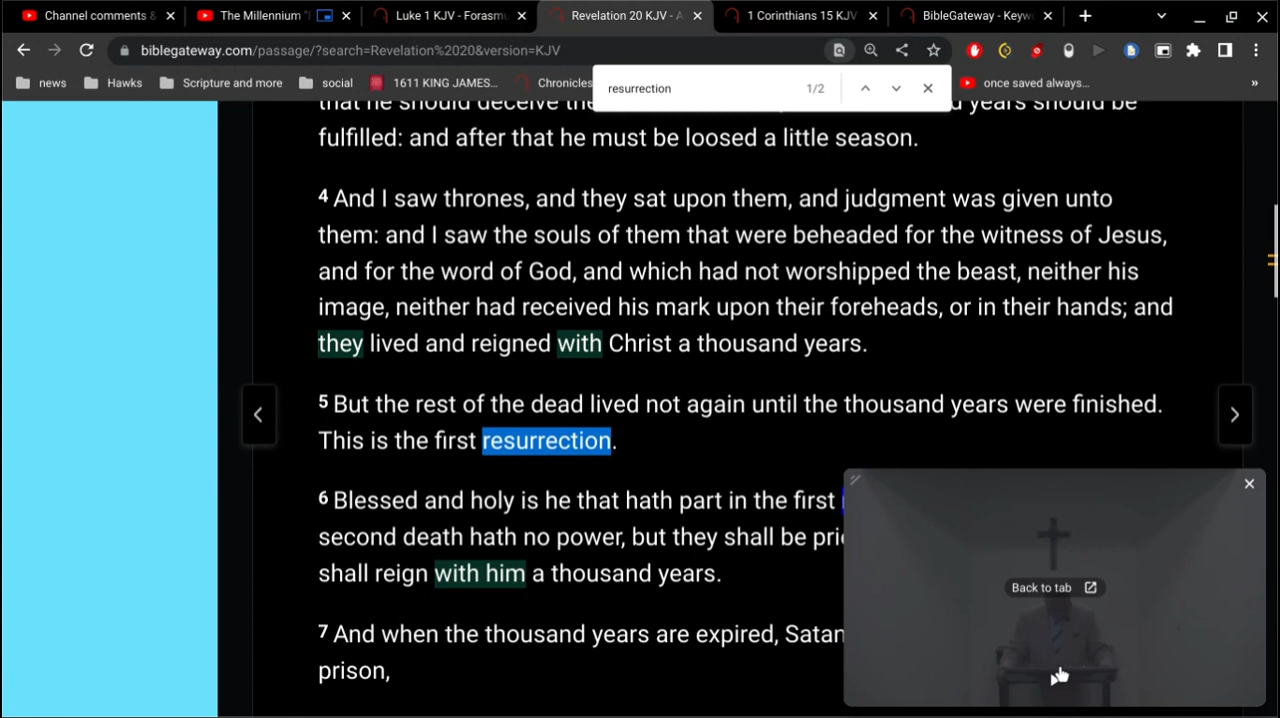 Channel comments &
The Millennium "
Luke 1 KJV - Forasm
Revelation 20 KJV - A
1 Corinthians 15 KJV
BibleGateway - Keyw
biblegateway.com/passage/?search=Revelation%2020&version=KJV
news
Hawks
Scripture and more
social
1611 KING JAMES...
Chronicles
once saved always...
»
resurrection 1/2
that he should deceive the years should be
fulfilled: and after that he must be loosed a little season.
4 And I saw thrones, and they sat upon them, and judgment was given unto
them: and I saw the souls of them that were beheaded for the witness of Jesus,
and for the word of God, and which had not worshipped the beast, neither his
image, neither had received his mark upon their foreheads, or in their hands; and
they lived and reigned with Christ a thousand years.
5 But the rest of the dead lived not again until the thousand years were finished.
This is the first resurrection.
6 Blessed and holy is he that hath part in the first
second death hath no power, but they shall be pri
shall reign with him a thousand years.
7 And when the thousand years are expired, Satan
prison,
Back to tab